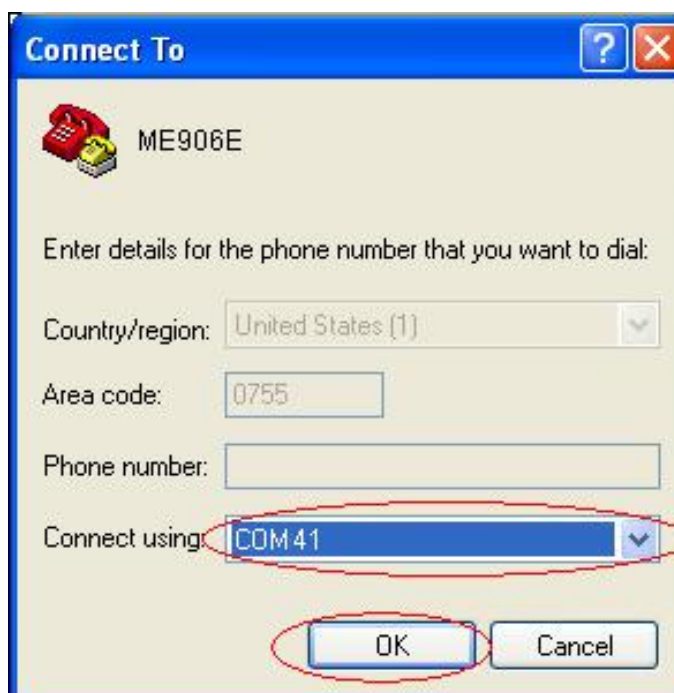 Connect To
ME906E
Enter details for the phone number that you want to dial:
Country/region: United States (1)
Area code: 0755
Phone number:
Connect using: COM41
OK Cancel